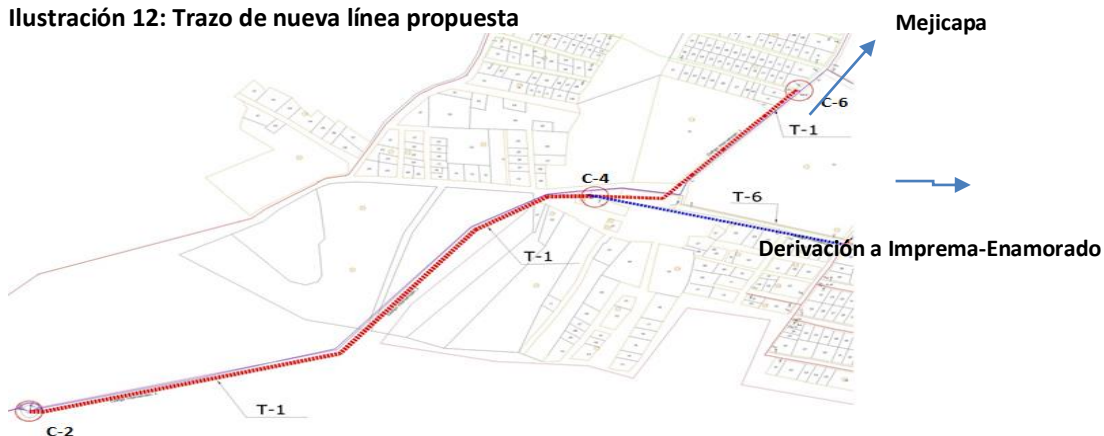 Ilustración 12: Trazo de nueva línea propuesta
Mejicapa
C-6
T-1
C-4
T-6
Derivación a Imprema-Enamorado
T-1
T-1
C-2